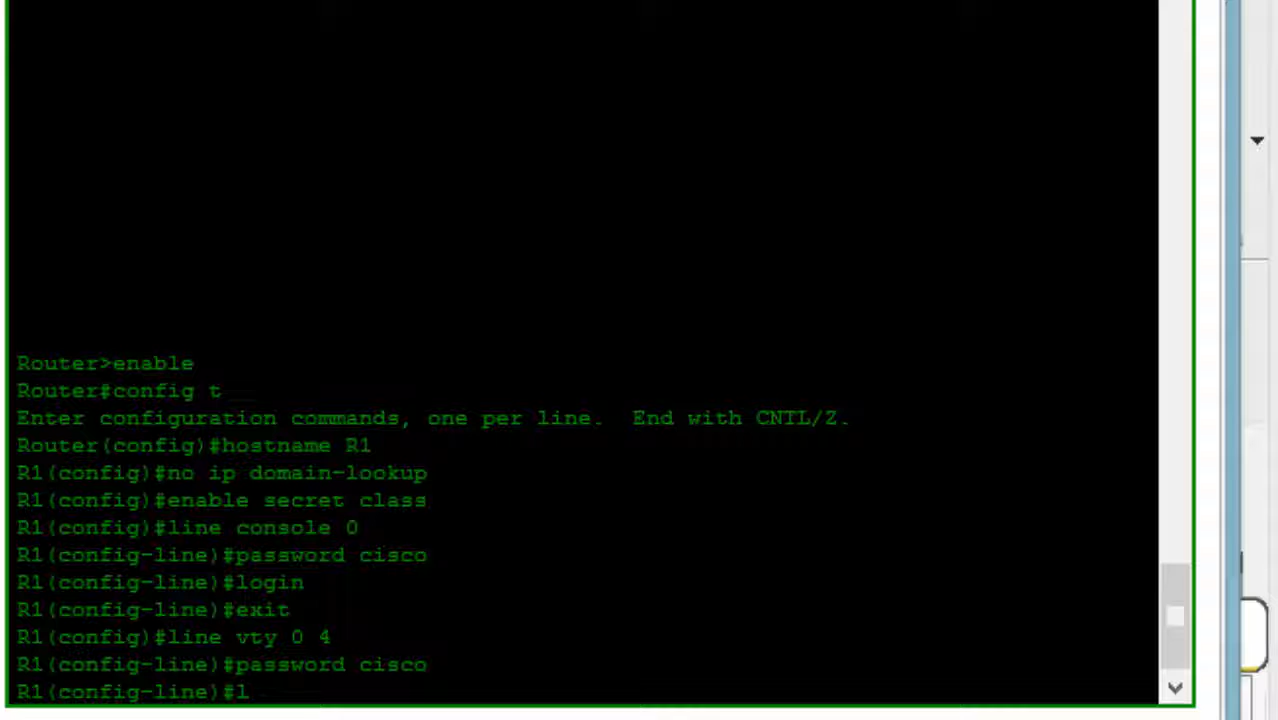 Router>enable
Router#config t
Enter configuration commands, one per line.  End with CNTL/Z.
Router(config)#hostname R1
R1(config)#no ip domain-lookup
R1(config)#enable secret class
R1(config)#line console 0
R1(config-line)#password cisco
R1(config-line)#login
R1(config-line)#exit
R1(config)#line vty 0 4
R1(config-line)#password cisco
R1(config-line)#l